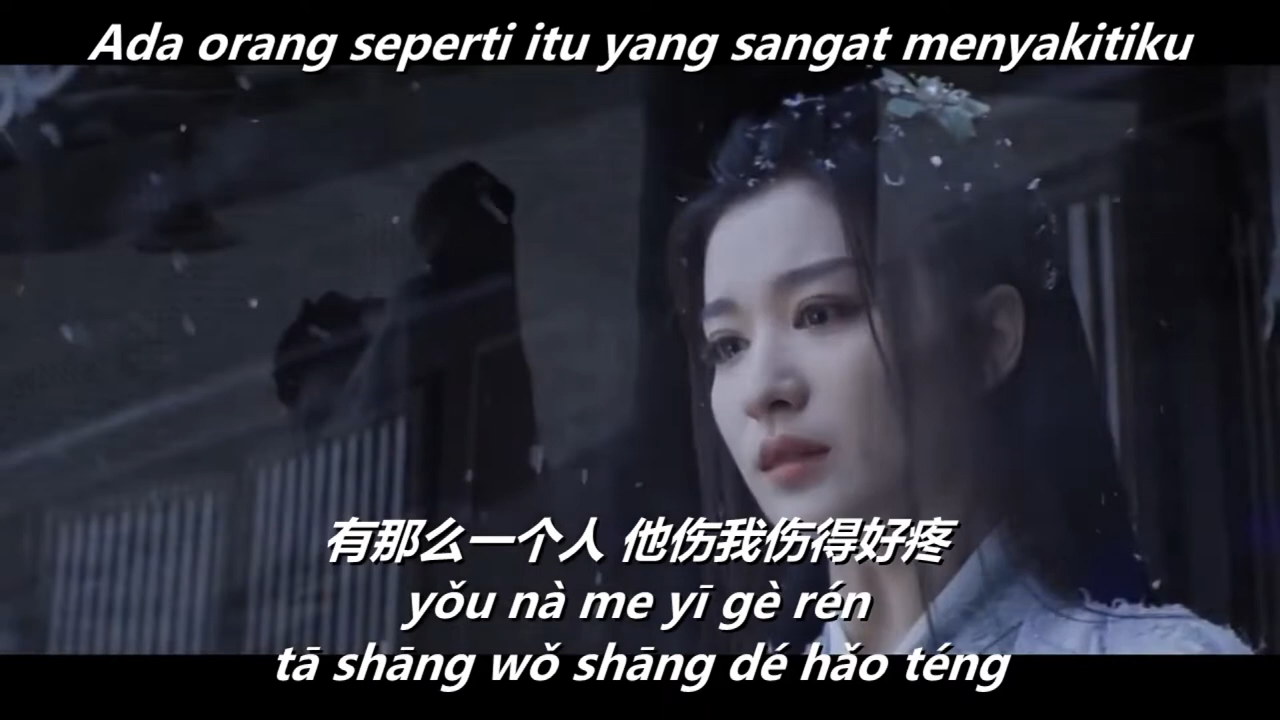 Ada orang seperti itu yang sangat menyakitiku
有那么一个人 他伤我伤得好疼
yǒu nà me yī gè rén
tā shāng wǒ shāng dé hǎo téng